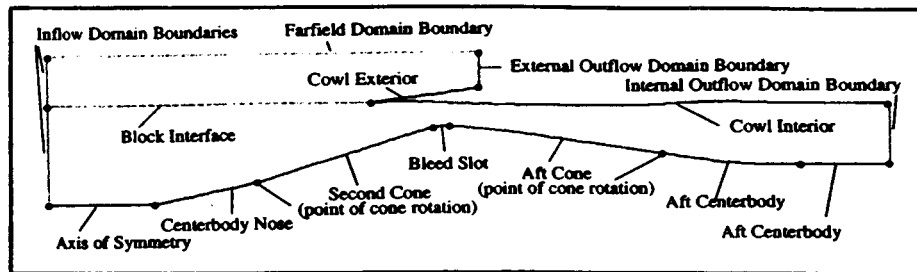 Inflow Domain Boundaries
Farfield Domain Boundary
External Outflow Domain Boundary
Cowl Exterior
Internal Outflow Domain Boundary
Block Interface
Cowl Interior
Bleed Slot
Second Cone
(point of cone rotation)
Aft Cone
(point of cone rotation)
Centerbody Nose
Axis of Symmetry
Aft Centerbody
Aft Centerbody